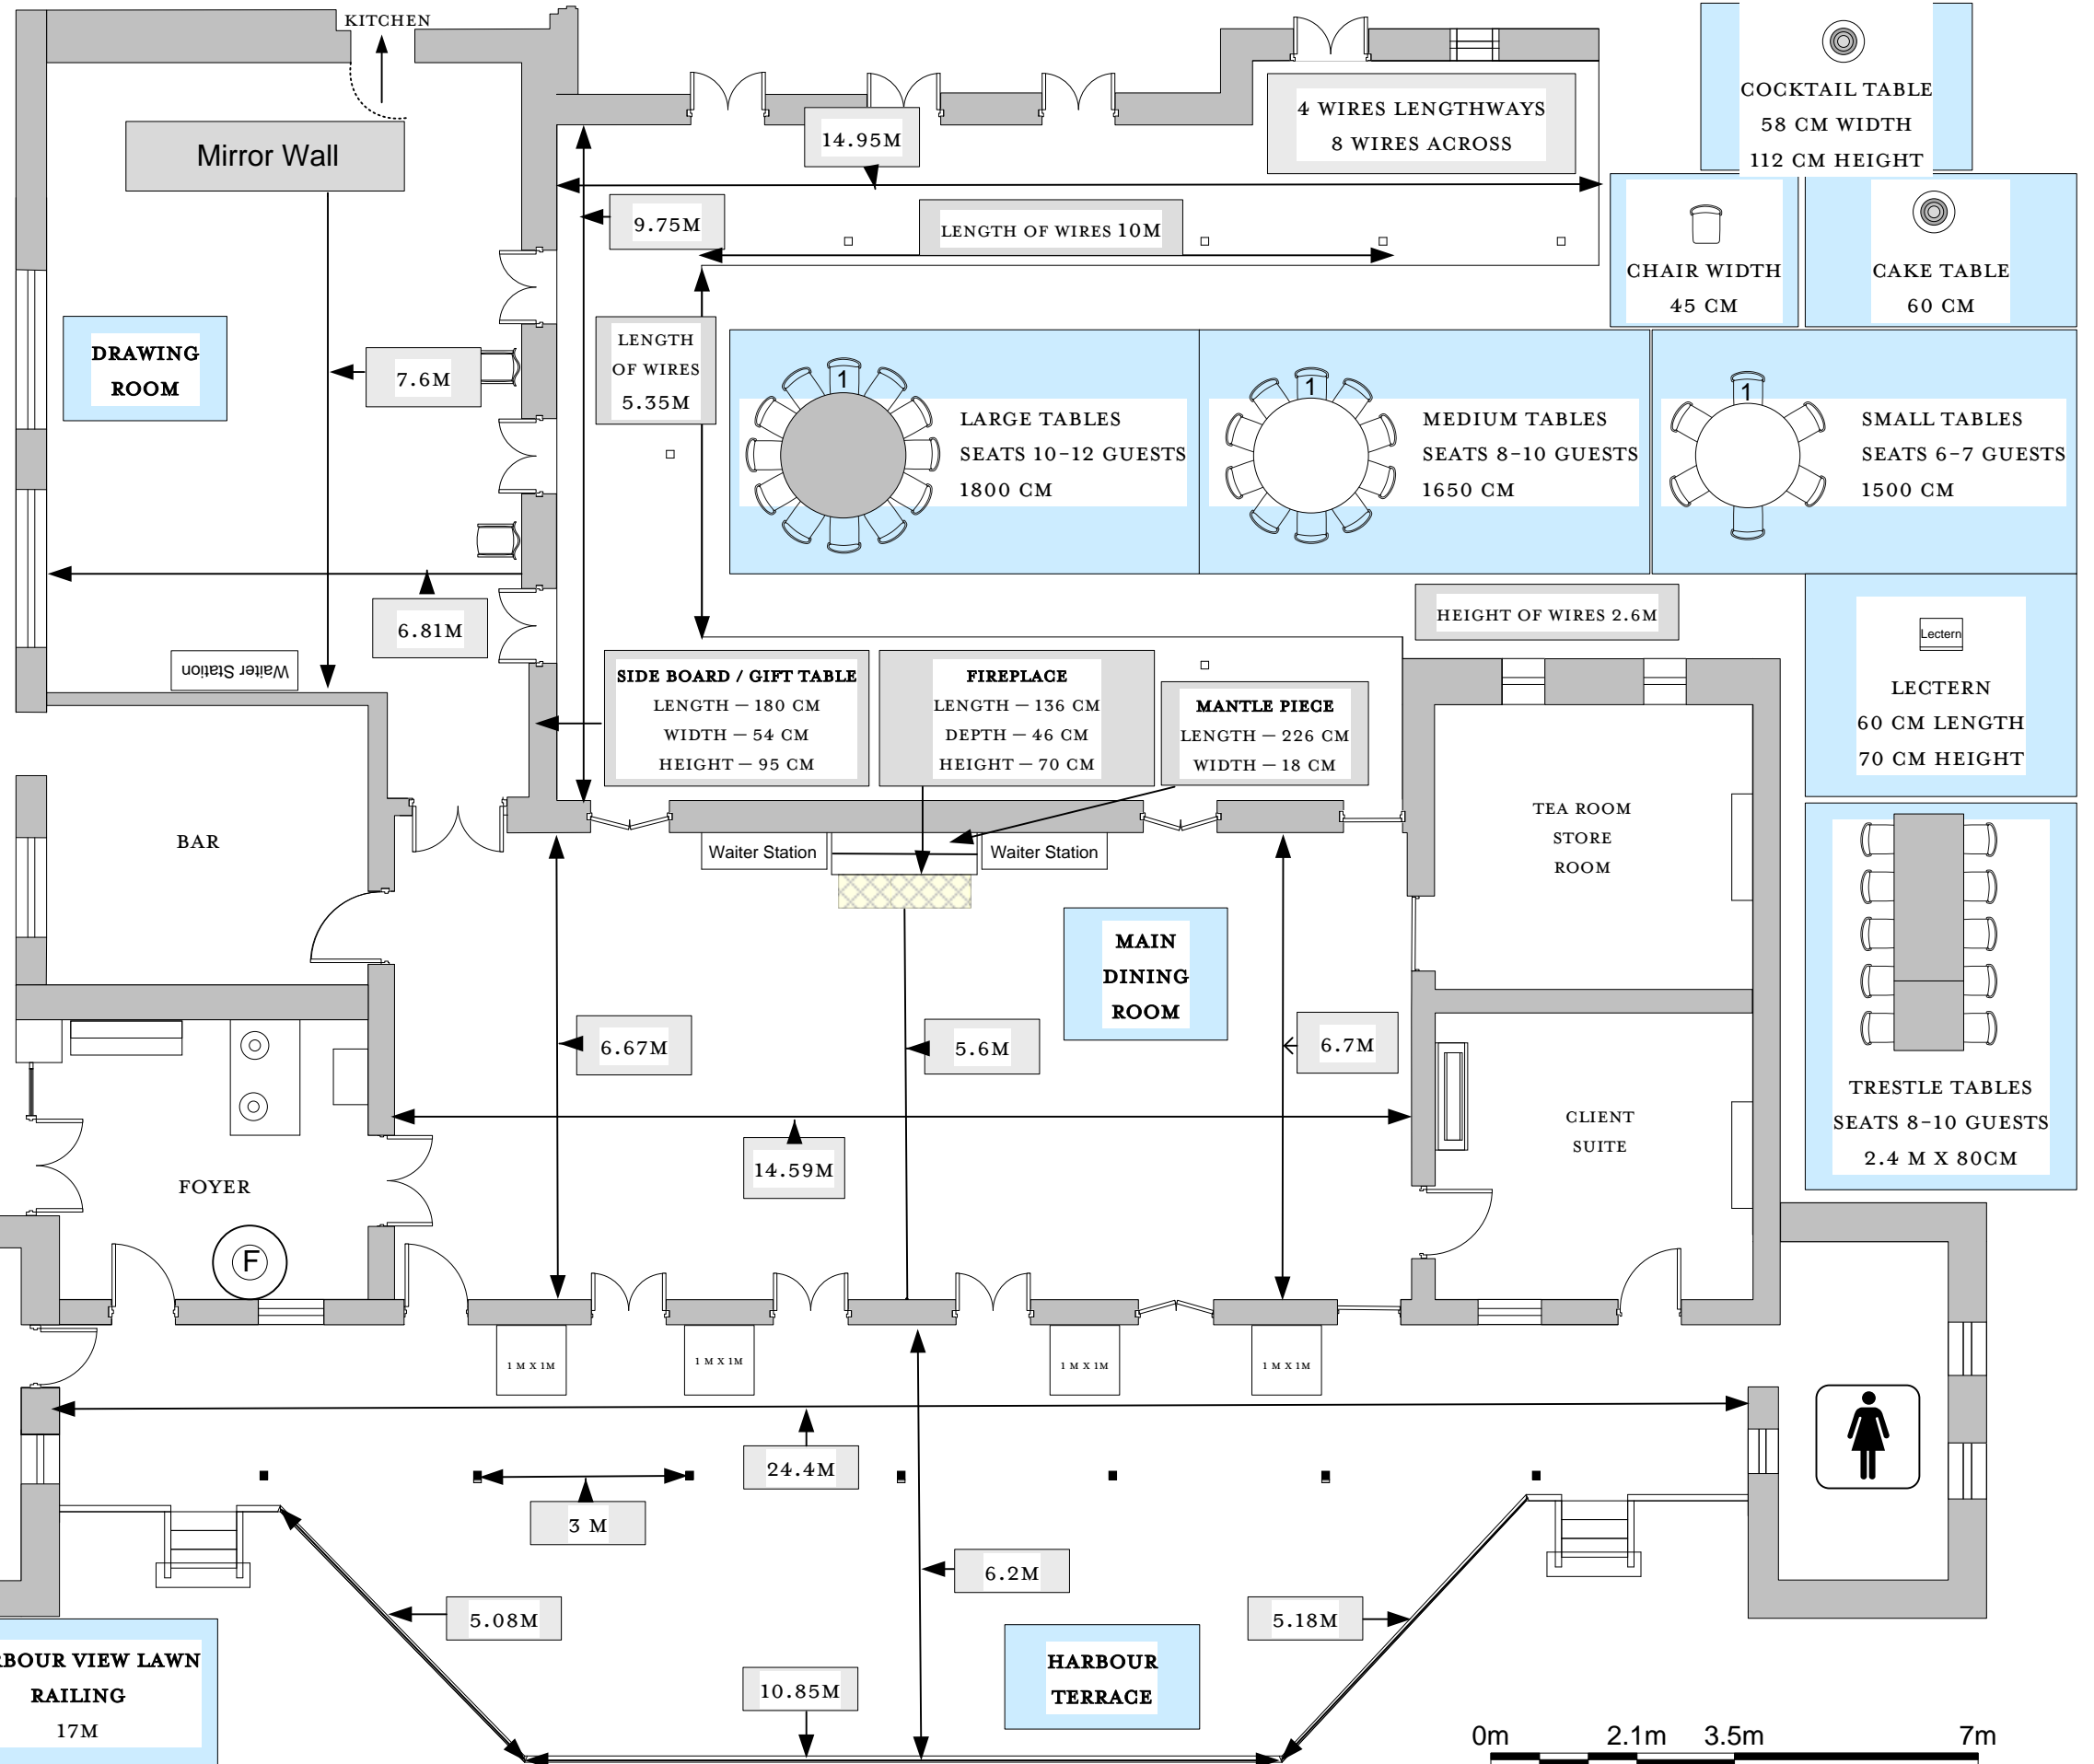 KITCHEN
Mirror Wall
14.95M
4 WIRES LENGTHWAYS
8 WIRES ACROSS
COCKTAIL TABLE
58 CM WIDTH
112 CM HEIGHT
9.75M
LENGTH OF WIRES 10M
CHAIR WIDTH
45 CM
CAKE TABLE
60 CM
DRAWING
ROOM
7.6M
LENGTH
OF WIRES
5.35M
1
LARGE TABLES
SEATS 10-12 GUESTS
1800 CM
1
MEDIUM TABLES
SEATS 8-10 GUESTS
1650 CM
1
SMALL TABLES
SEATS 6-7 GUESTS
1500 CM
6.81M
HEIGHT OF WIRES 2.6M
Lectern
LECTERN
60 CM LENGTH
70 CM HEIGHT
Waiter Station
SIDE BOARD / GIFT TABLE
LENGTH – 180 CM
WIDTH – 54 CM
HEIGHT – 95 CM
FIREPLACE
LENGTH – 136 CM
DEPTH – 46 CM
HEIGHT – 70 CM
MANTLE PIECE
LENGTH – 226 CM
WIDTH – 18 CM
BAR
Waiter Station
Waiter Station
TEA ROOM
STORE
ROOM
MAIN
DINING
ROOM
6.67M
5.6M
6.7M
TRESTLE TABLES
SEATS 8-10 GUESTS
2.4 M X 80CM
CLIENT
SUITE
14.59M
FOYER
F
1 M X 1M
1 M X 1M
1 M X 1M
1 M X 1M
24.4M
3 M
6.2M
5.08M
5.18M
RBOUR VIEW LAWN
RAILING
17M
HARBOUR
TERRACE
10.85M
0m 2.1m 3.5m 7m